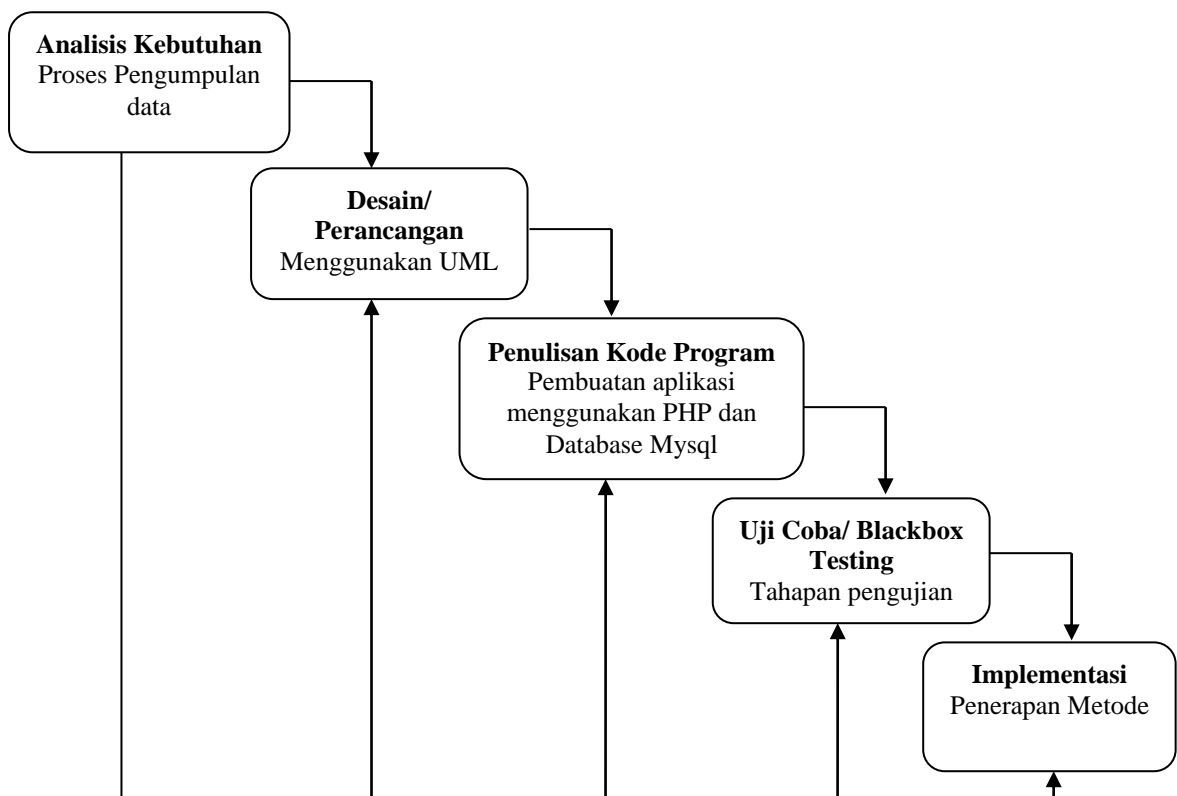 Analisis Kebutuhan
Proses Pengumpulan
data
Desain/
Perancangan
Menggunakan UML
Penulisan Kode Program
Pembuatan aplikasi
menggunakan PHP dan
Database Mysql
Uji Coba/ Blackbox
Testing
Tahapan pengujian
Implementasi
Penerapan Metode